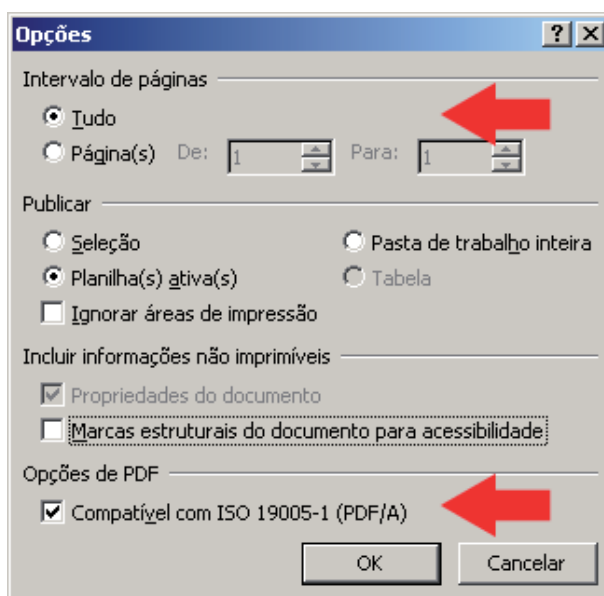 Opções
Intervalo de páginas
Tudo
Página(s) De: 1 Para: 1
Publicar
Seleção Pasta de trabalho inteira
Planilha(s) ativa(s) Tabela
Ignorar áreas de impressão
Incluir informações não imprimíveis
Propriedades do documento
Marcas estruturais do documento para acessibilidade
Opções de PDF
Compatível com ISO 19005-1 (PDF/A)
OK Cancelar